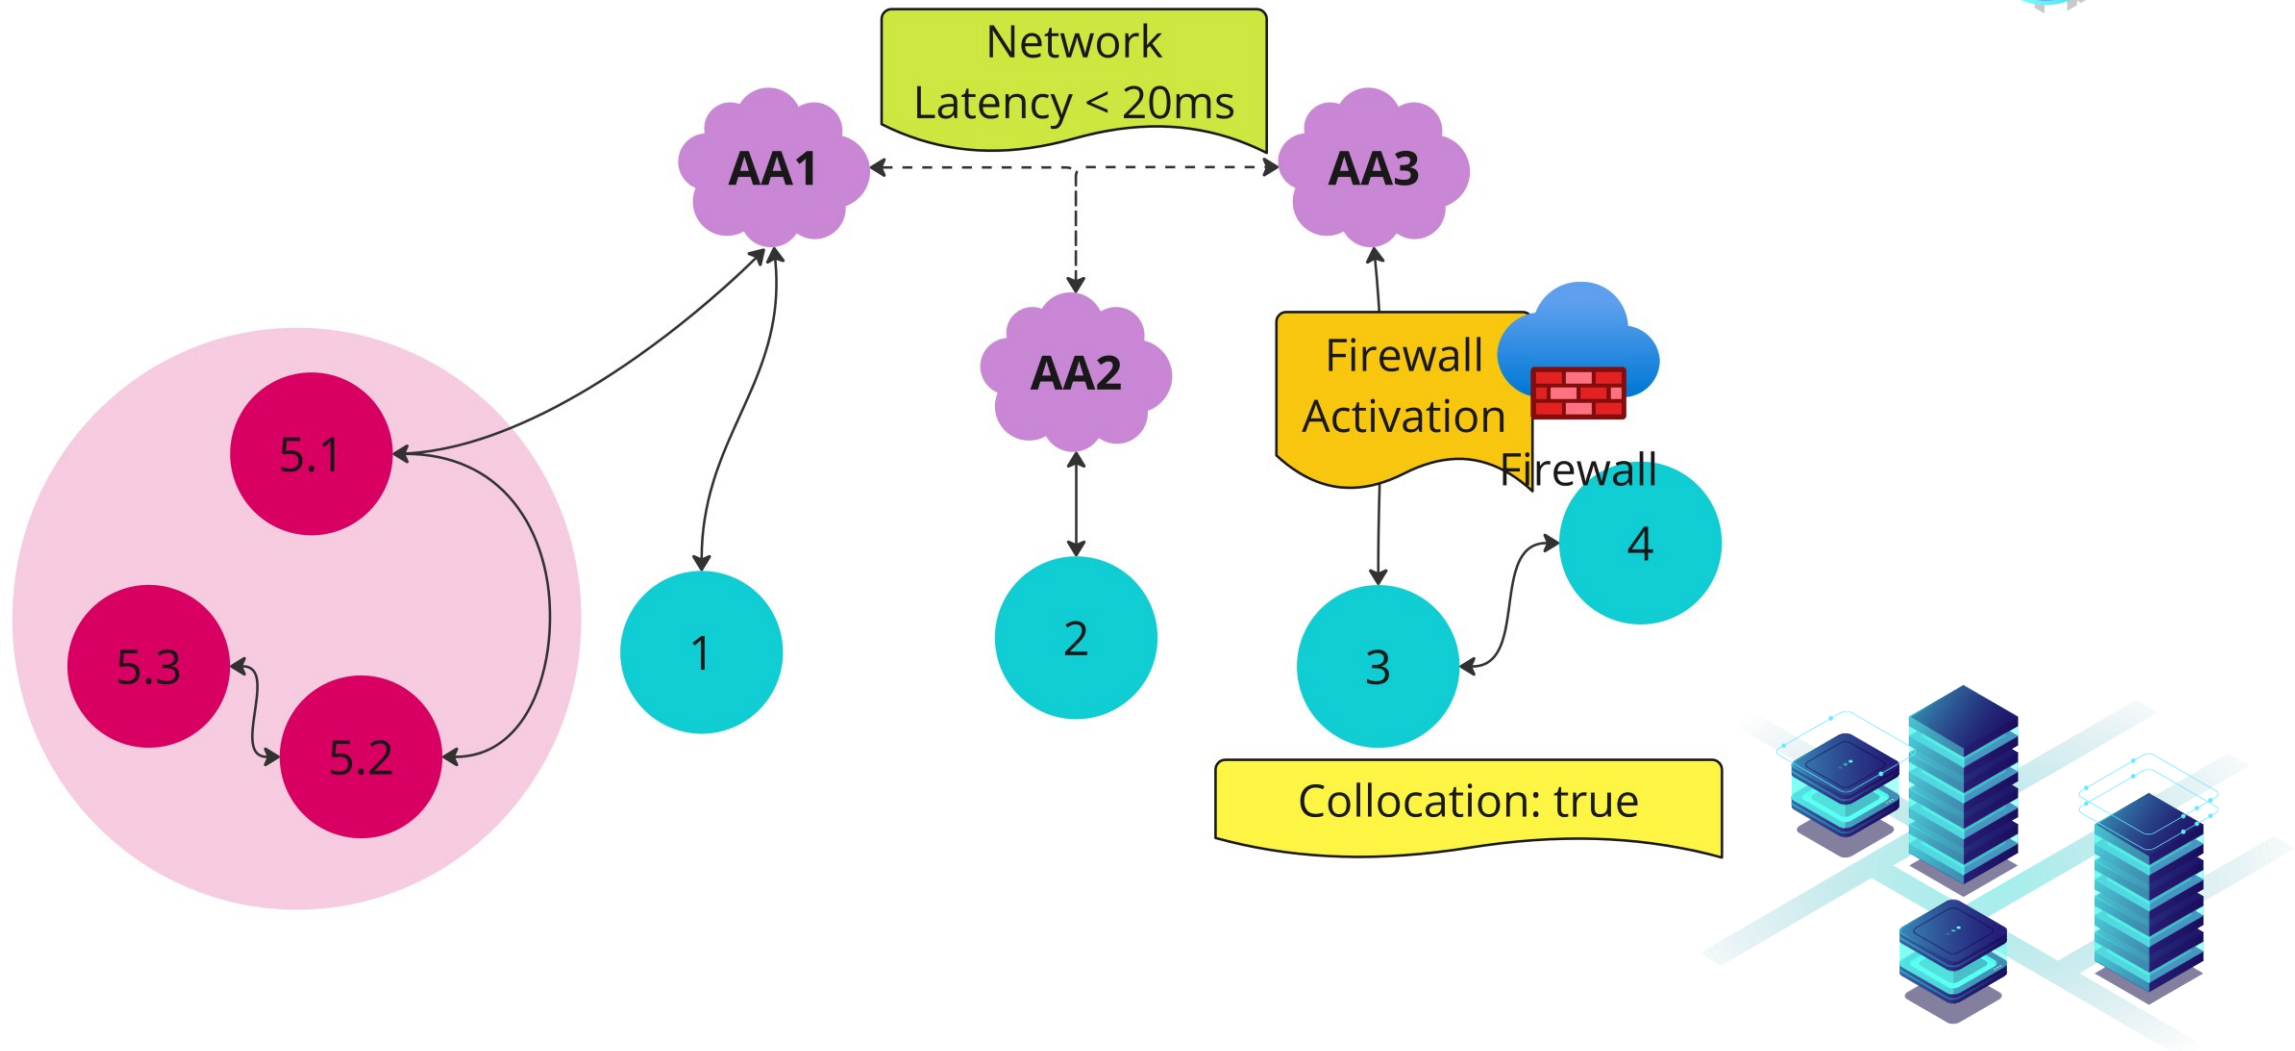 Network
Latency < 20ms
AA1
AA3
AA2
Firewall
Activation
Firewall
5.1
4
5.3
1
2
3
5.2
Collocation: true